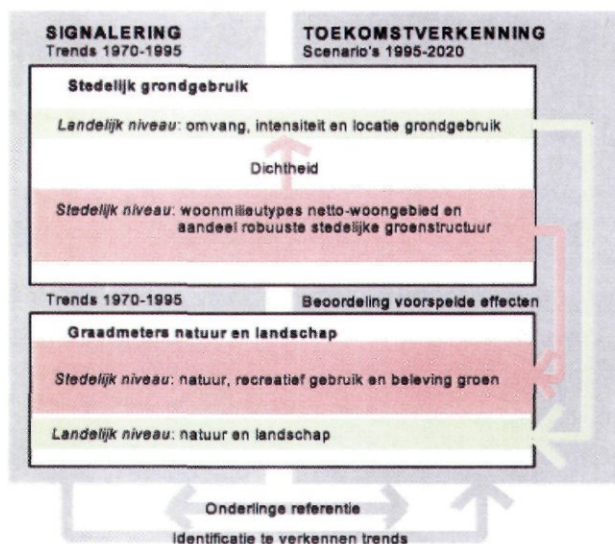 SIGNALERING
Trends 1970-1995
TOEKOMSTVERKENNING
Scenario's 1995-2020
Stedelijk grondgebruik
Landelijk niveau: omvang, intensiteit en locatie grondgebruik
Dichtheid
Stedelijk niveau: woonmilieutypes netto-woongebied en
aandeel robuuste stedelijke groenstructuur
Trends 1970-1995
Beoordeling voorspelde effecten
Graadmeters natuur en landschap
Stedelijk niveau: natuur, recreatief gebruik en beleving groen
Landelijk niveau: natuur en landschap
Onderlinge referentie
Identificatie te verkennen trends